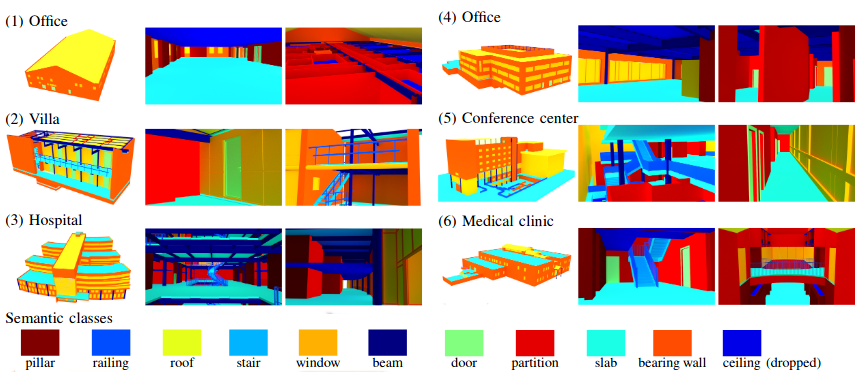 (1) Office
(2) Villa
(3) Hospital
(4) Office
(5) Conference center
(6) Medical clinic
Semantic classes
pillar railing roof stair window beam door partition slab bearing wall ceiling (dropped)